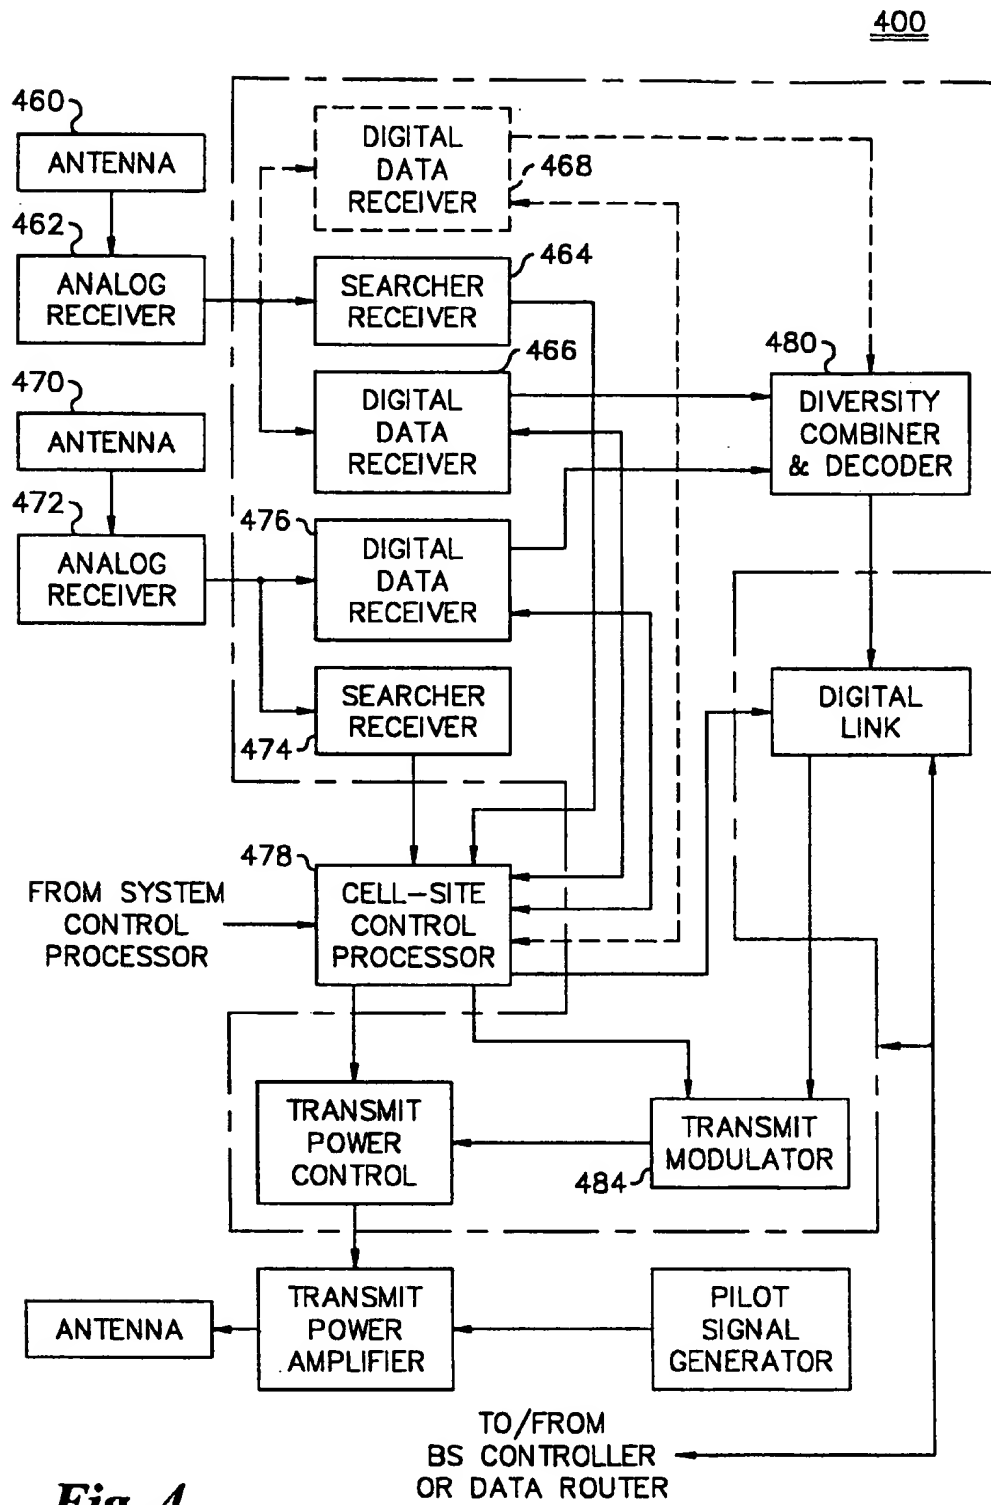 400
460
ANTENNA
462
ANALOG
RECEIVER
470
ANTENNA
472
ANALOG
RECEIVER
DIGITAL
DATA
RECEIVER
468
SEARCHER
RECEIVER
464
466
DIGITAL
DATA
RECEIVER
476
DIGITAL
DATA
RECEIVER
SEARCHER
RECEIVER
474
480
DIVERSITY
COMBINER
& DECODER
DIGITAL
LINK
478
CELL-SITE
CONTROL
PROCESSOR
FROM SYSTEM
CONTROL
PROCESSOR
TRANSMIT
POWER
CONTROL
TRANSMIT
MODULATOR
484
ANTENNA
TRANSMIT
POWER
AMPLIFIER
PILOT
SIGNAL
GENERATOR
TO/FROM
BS CONTROLLER
OR DATA ROUTER
Fig. 4